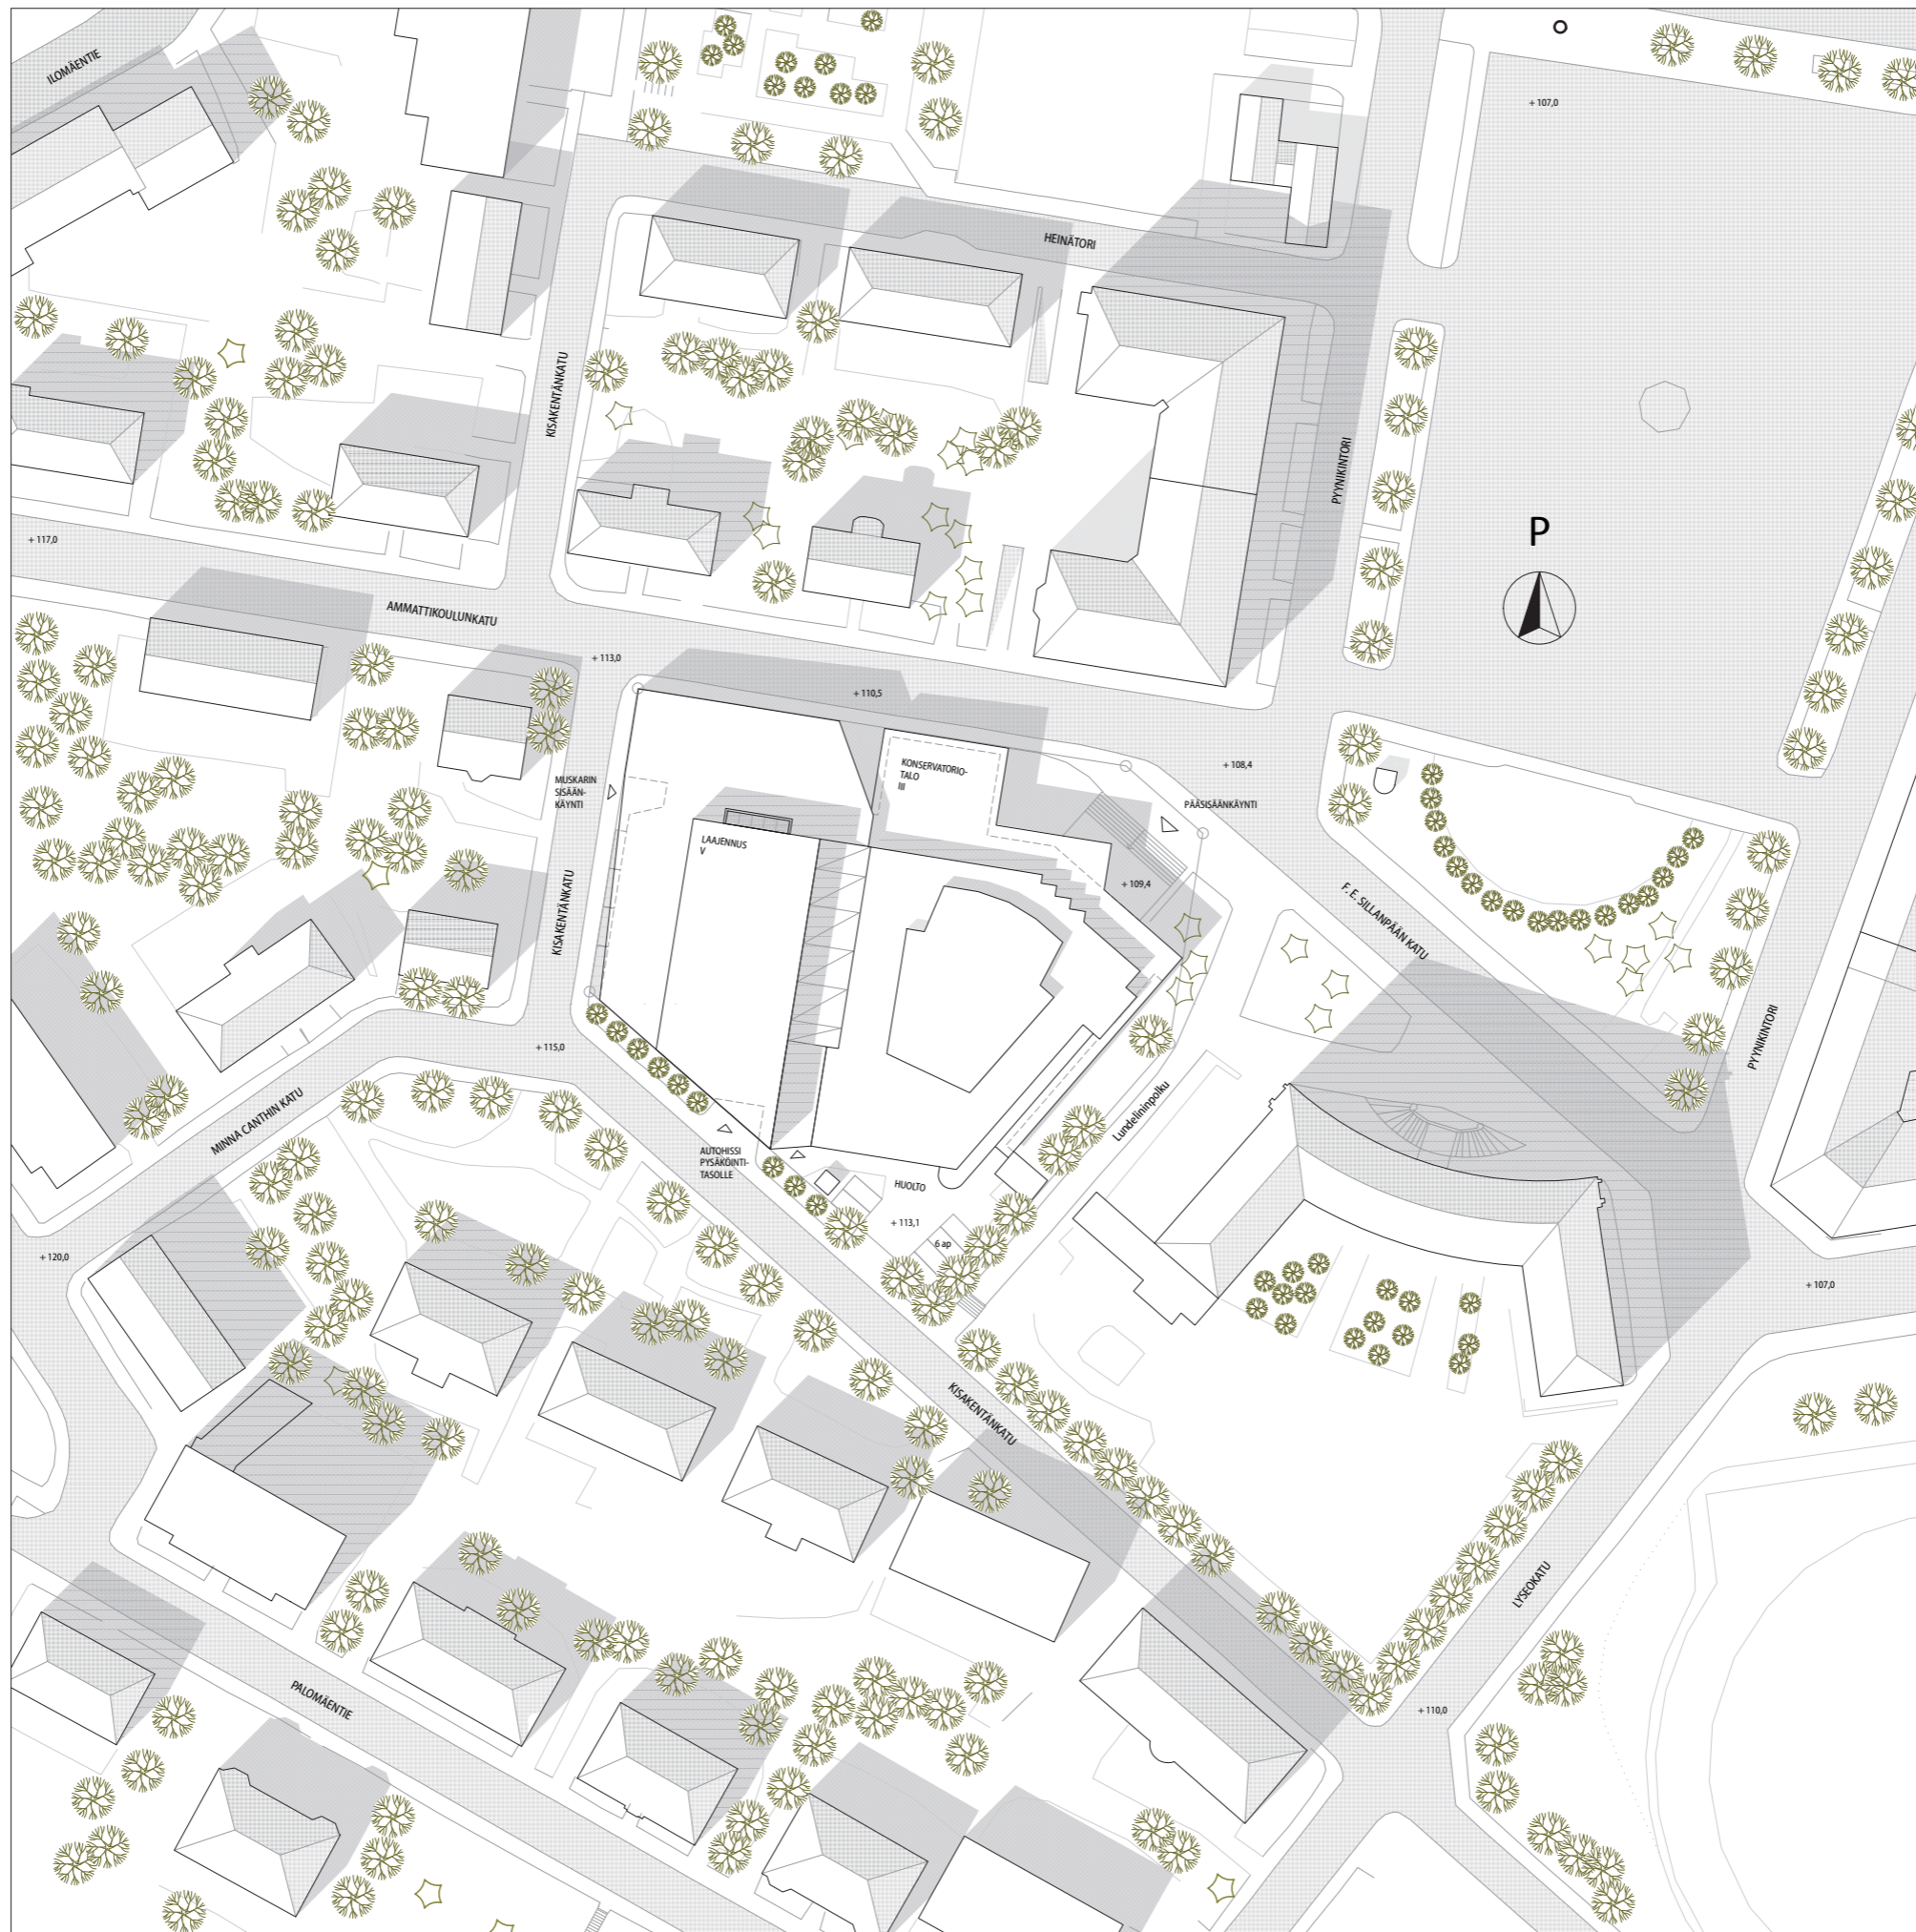 ILOMÄENTIE
+ 107,0
HEINÄTORI
KISAKENTÄNKATU
PYYNIKINTORI
P
+ 117,0
AMMATTIKOULUNKATU
+ 113,0
+ 110,5
KONSERVATORIO-
TALO
III
+ 108,4
MUSKARIN
SISÄÄN-
KÄYNTI
PÄÄSISÄÄNKÄYNTI
LAAJENNUS
V
+ 109,4
KISAKENTÄNKATU
F. E. SILLANPÄÄN KATU
PYYNIKINTORI
+ 115,0
MINNA CANTHIN KATU
Lundelininpolku
AUTOHISSI
PYSÄKÖINTI-
TASOLLE
HUOLTO
+ 113,1
6 ap
+ 120,0
+ 107,0
KISAKENTÄNKATU
LYSEOKATU
PALOMÄENTIE
+ 110,0